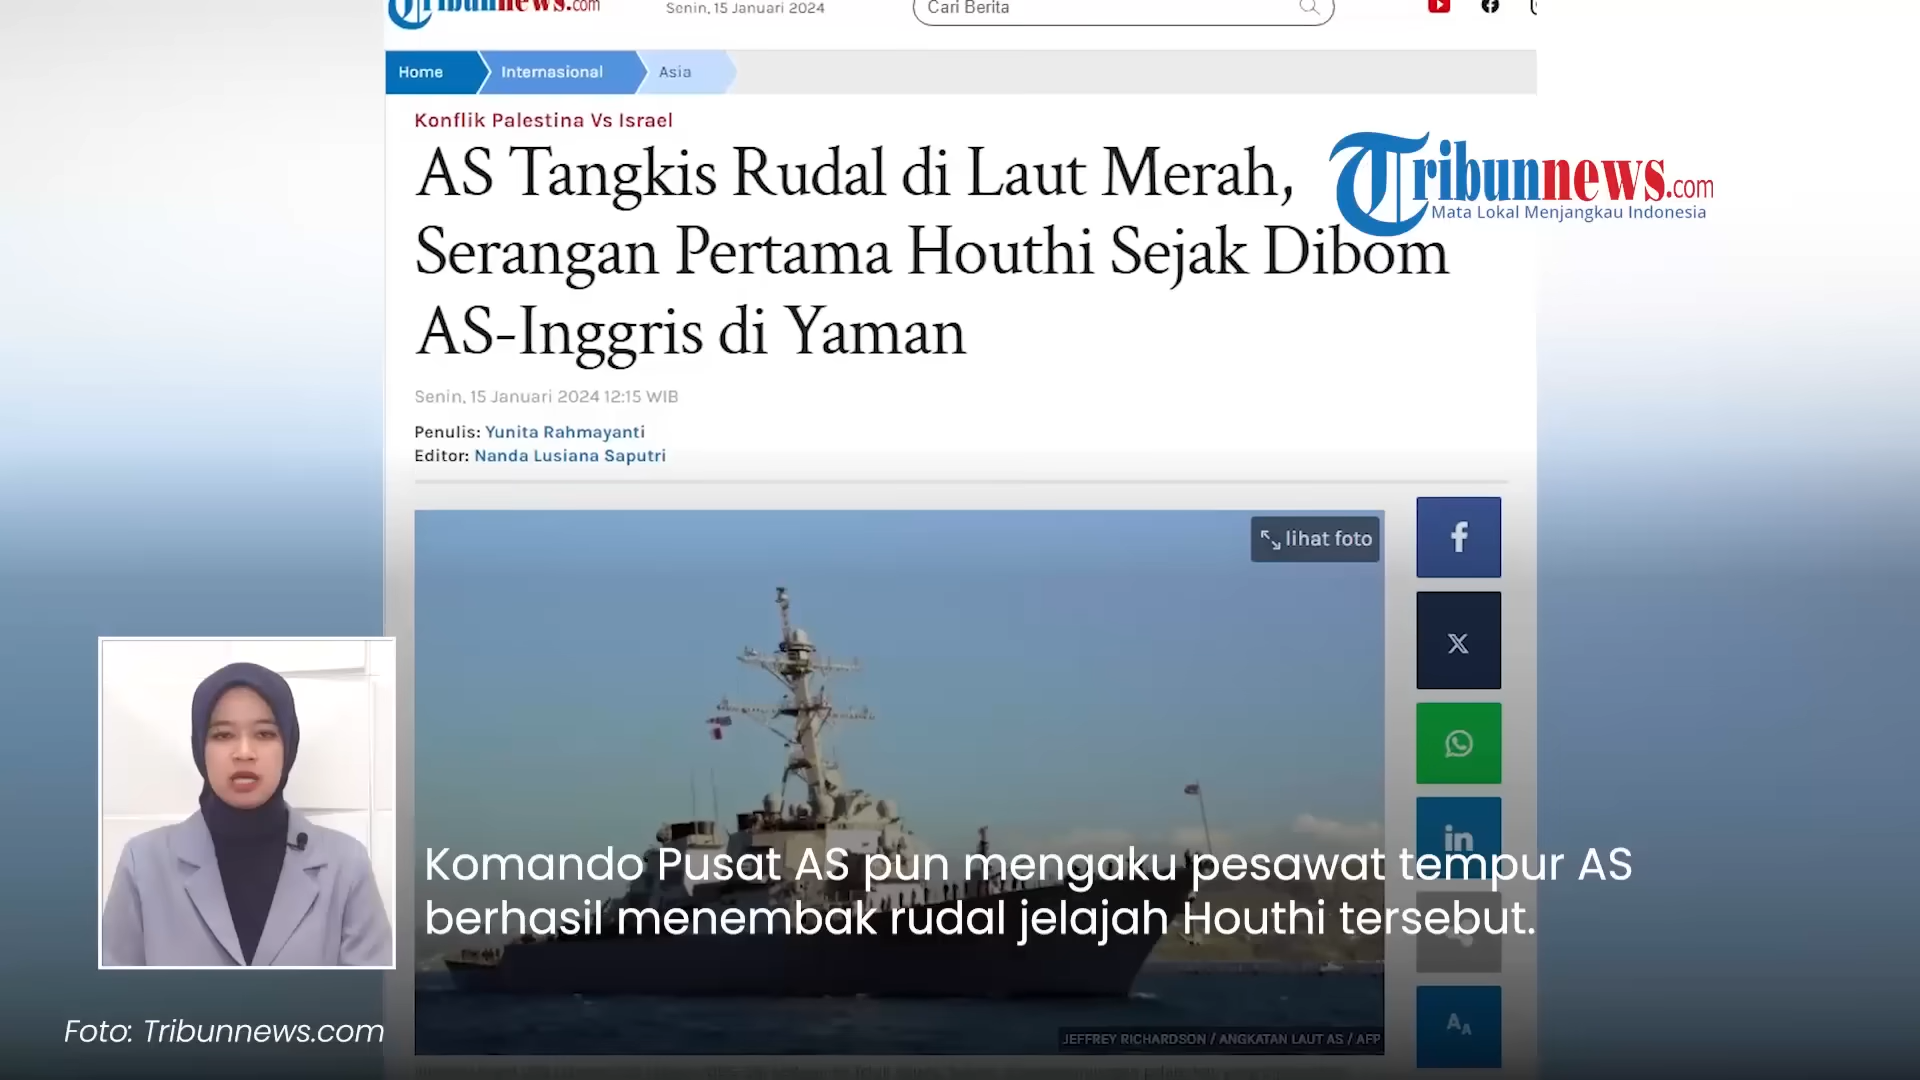 Tribunnews.com
Senin, 15 Januari 2024
Cari Berita
Home
Internasional
Asia
Konflik Palestina Vs Israel
AS Tangkis Rudal di Laut Merah,
Serangan Pertama Houthi Sejak Dibom
AS-Inggris di Yaman
Tribunnews.com
Mata Lokal Menjangkau Indonesia
Senin, 15 Januari 2024 12:15 WIB
Penulis: Yunita Rahmayanti
Editor: Nanda Lusiana Saputri
lihat foto
Komando Pusat AS pun mengaku pesawat tempur AS
berhasil menembak rudal jelajah Houthi tersebut.
Foto: Tribunnews.com
JEFFREY RICHARDSON / ANGKATAN LAUT AS / AFP